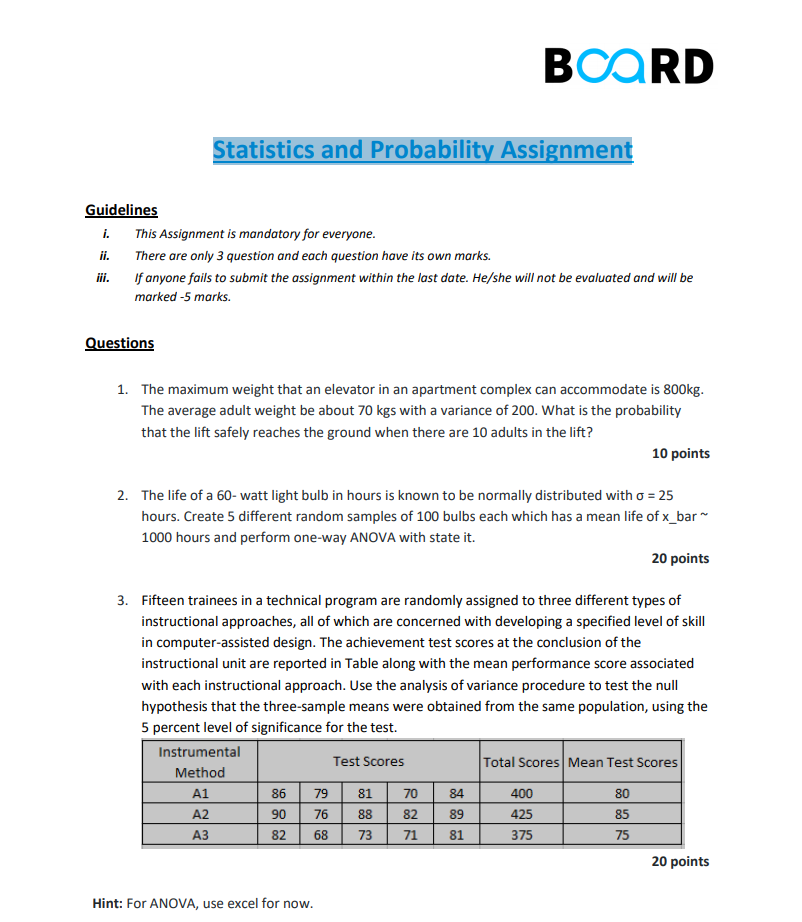 BOARD
Statistics and Probability Assignment
Guidelines
i. This Assignment is mandatory for everyone.
ii. There are only 3 question and each question have its own marks.
iii. If anyone fails to submit the assignment within the last date. He/she will not be evaluated and will be
marked -5 marks.
Questions
1. The maximum weight that an elevator in an apartment complex can accommodate is 800kg.
The average adult weight be about 70 kgs with a variance of 200. What is the probability
that the lift safely reaches the ground when there are 10 adults in the lift?
10 points
2. The life of a 60- watt light bulb in hours is known to be normally distributed with σ = 25
hours. Create 5 different random samples of 100 bulbs each which has a mean life of x_bar ~
1000 hours and perform one-way ANOVA with state it.
20 points
3. Fifteen trainees in a technical program are randomly assigned to three different types of
instructional approaches, all of which are concerned with developing a specified level of skill
in computer-assisted design. The achievement test scores at the conclusion of the
instructional unit are reported in Table along with the mean performance score associated
with each instructional approach. Use the analysis of variance procedure to test the null
hypothesis that the three-sample means were obtained from the same population, using the
5 percent level of significance for the test.
Instrumental
Method Test Scores Total Scores Mean Test Scores
A1 86 79 81 70 84 400 80
A2 90 76 88 82 89 425 85
A3 82 68 73 71 81 375 75
20 points
Hint: For ANOVA, use excel for now.